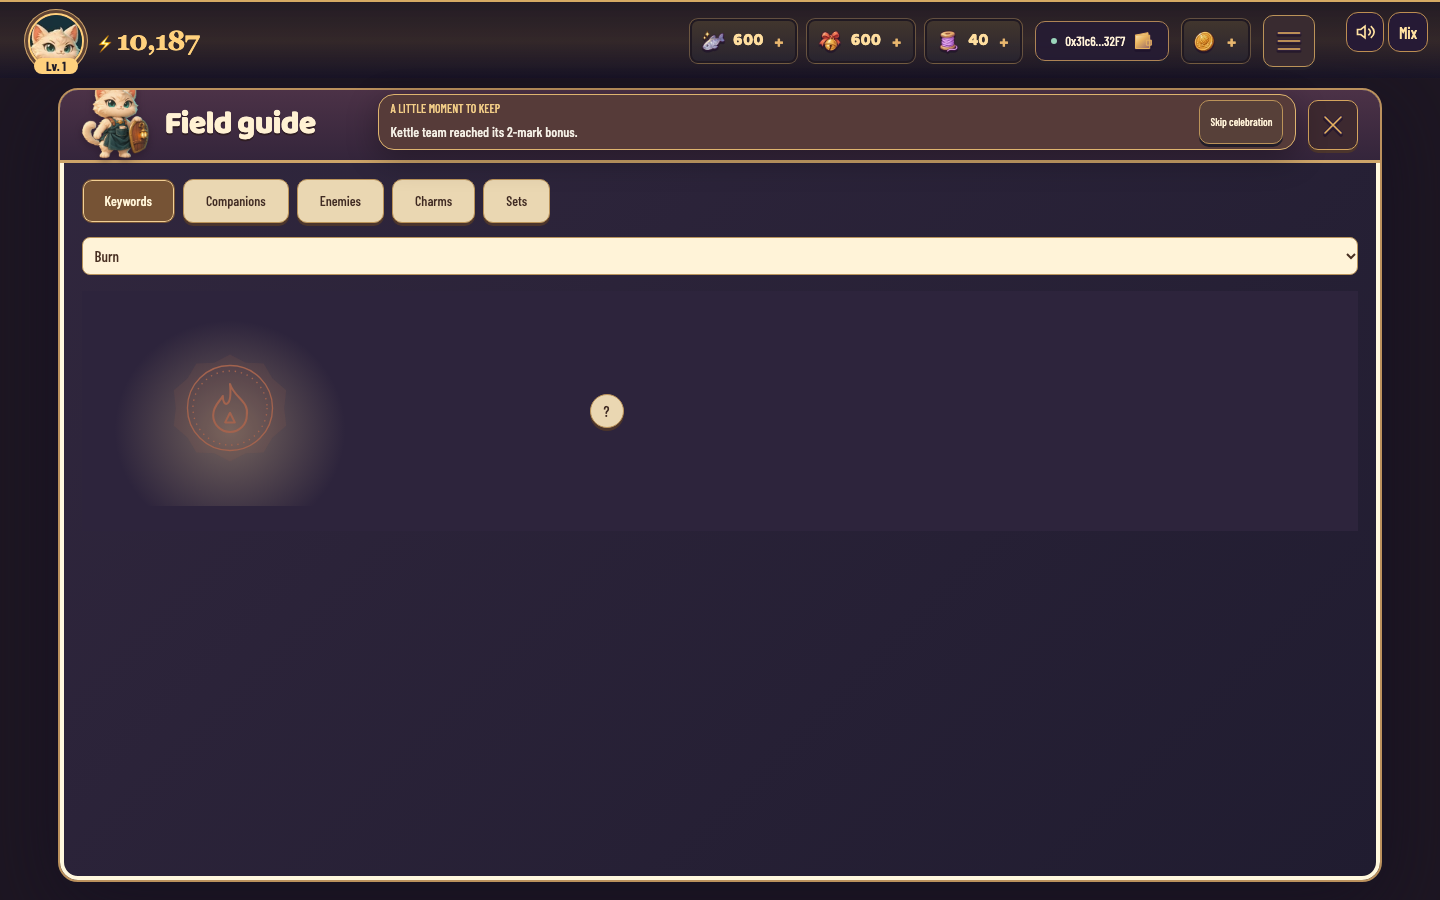 Lv. 1
10,187
600 +
600 +
40 +
0x31c6...32F7
+
Mix
Field guide
A LITTLE MOMENT TO KEEP
Kettle team reached its 2-mark bonus.
Skip celebration
Keywords
Companions
Enemies
Charms
Sets
Burn
?